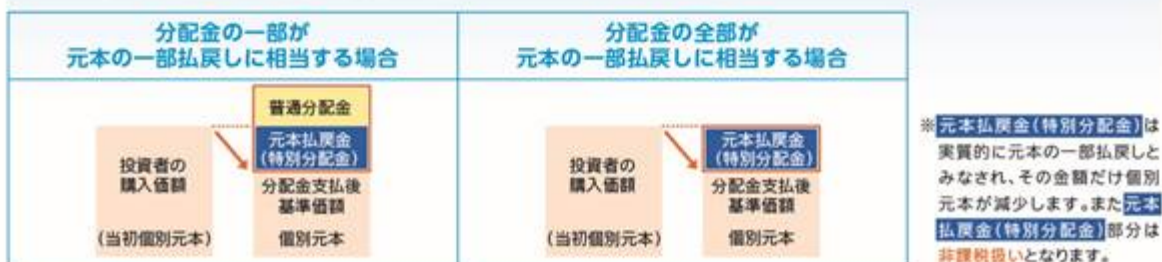 分配金の一部が
元本の一部払戻しに相当する場合
普通分配金
元本払戻金
(特別分配金)
投資者の
購入価額
分配金支払後
基準価額
(当初個別元本)
個別元本
分配金の全部が
元本の一部払戻しに相当する場合
元本払戻金
(特別分配金)
投資者の
購入価額
分配金支払後
基準価額
(当初個別元本)
個別元本
※元本払戻金(特別分配金)は
実質的に元本の一部払戻しと
みなされ、その金額だけ個別
元本が減少します。また元本
払戻金(特別分配金)部分は
非課税扱いとなります。